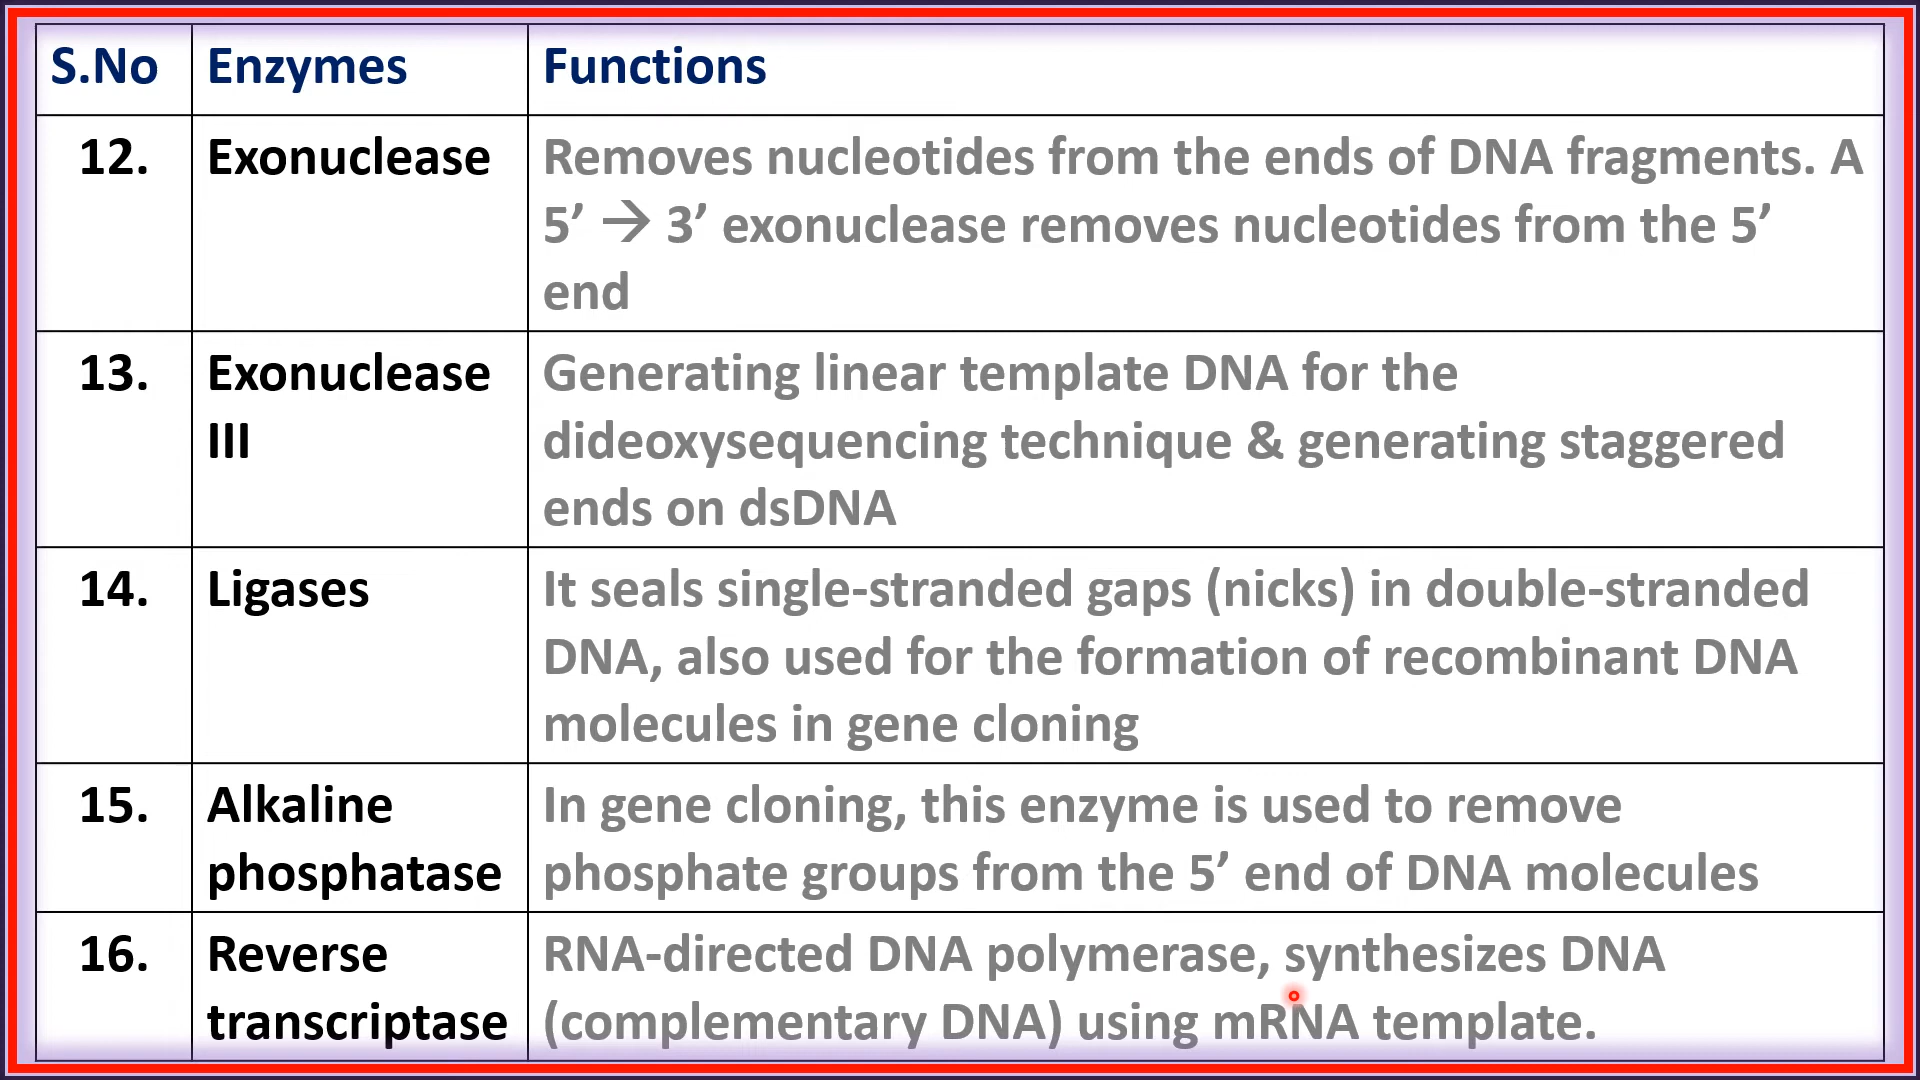 S.No Enzymes Functions
12. Exonuclease Removes nucleotides from the ends of DNA fragments. A
5’ → 3’ exonuclease removes nucleotides from the 5’
end
13. Exonuclease Generating linear template DNA for the
III dideoxysequencing technique & generating staggered
ends on dsDNA
14. Ligases It seals single-stranded gaps (nicks) in double-stranded
DNA, also used for the formation of recombinant DNA
molecules in gene cloning
15. Alkaline In gene cloning, this enzyme is used to remove
phosphatase phosphate groups from the 5’ end of DNA molecules
16. Reverse RNA-directed DNA polymerase, synthesizes DNA
transcriptase (complementary DNA) using mRNA template.